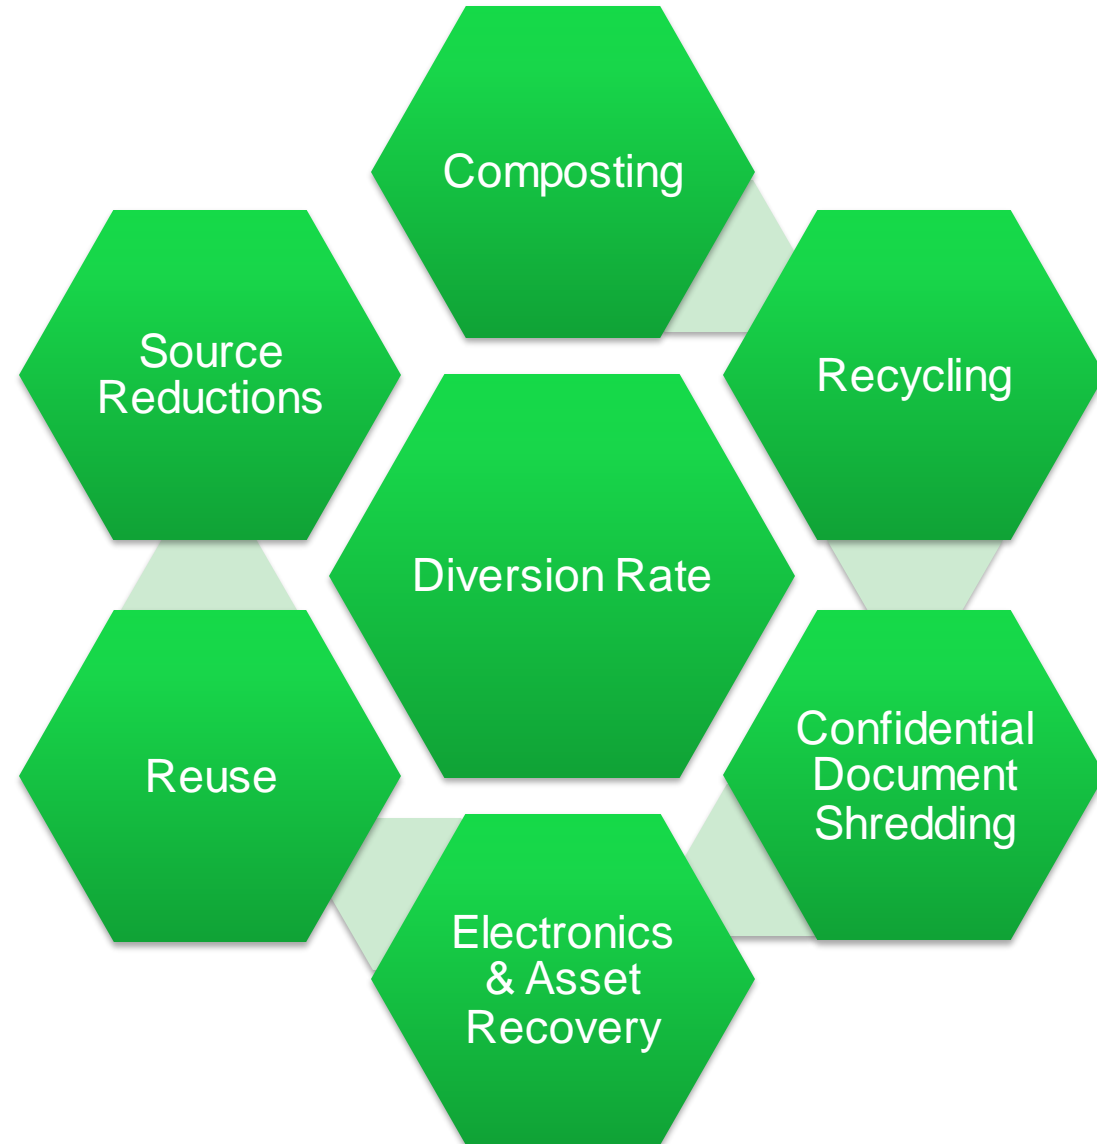 Composting
Source
Reductions
Recycling
Diversion Rate
Reuse
Confidential
Document
Shredding
Electronics
& Asset
Recovery